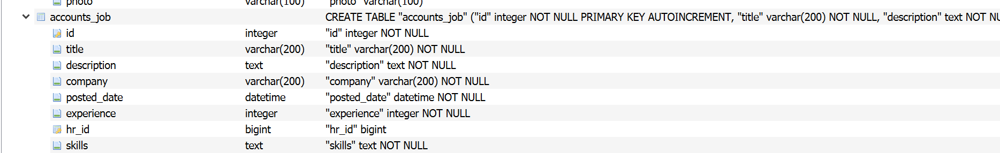 photo varchar(100) "photo" varchar(100)
accounts_job CREATE TABLE "accounts_job" ("id" integer NOT NULL PRIMARY KEY AUTOINCREMENT, "title" varchar(200) NOT NULL, "description" text NOT
id integer "id" integer NOT NULL
title varchar(200) "title" varchar(200) NOT NULL
description text "description" text NOT NULL
company varchar(200) "company" varchar(200) NOT NULL
posted_date datetime "posted_date" datetime NOT NULL
experience integer "experience" integer NOT NULL
hr_id bigint "hr_id" bigint
skills text "skills" text NOT NULL